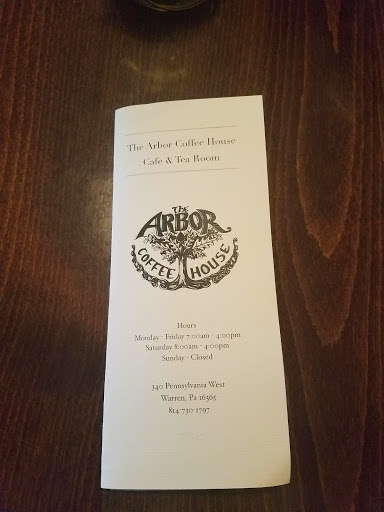 The Arbor Coffee House
Cafe & Tea Room
The
ARBOR
COFFEE HOUSE
Hours
Monday - Friday 7:00am - 4:00pm
Saturday 8:00am - 4:00pm
Sunday - Closed
340 Pennsylvania West
Warren, Pa 16365
814 730 1797